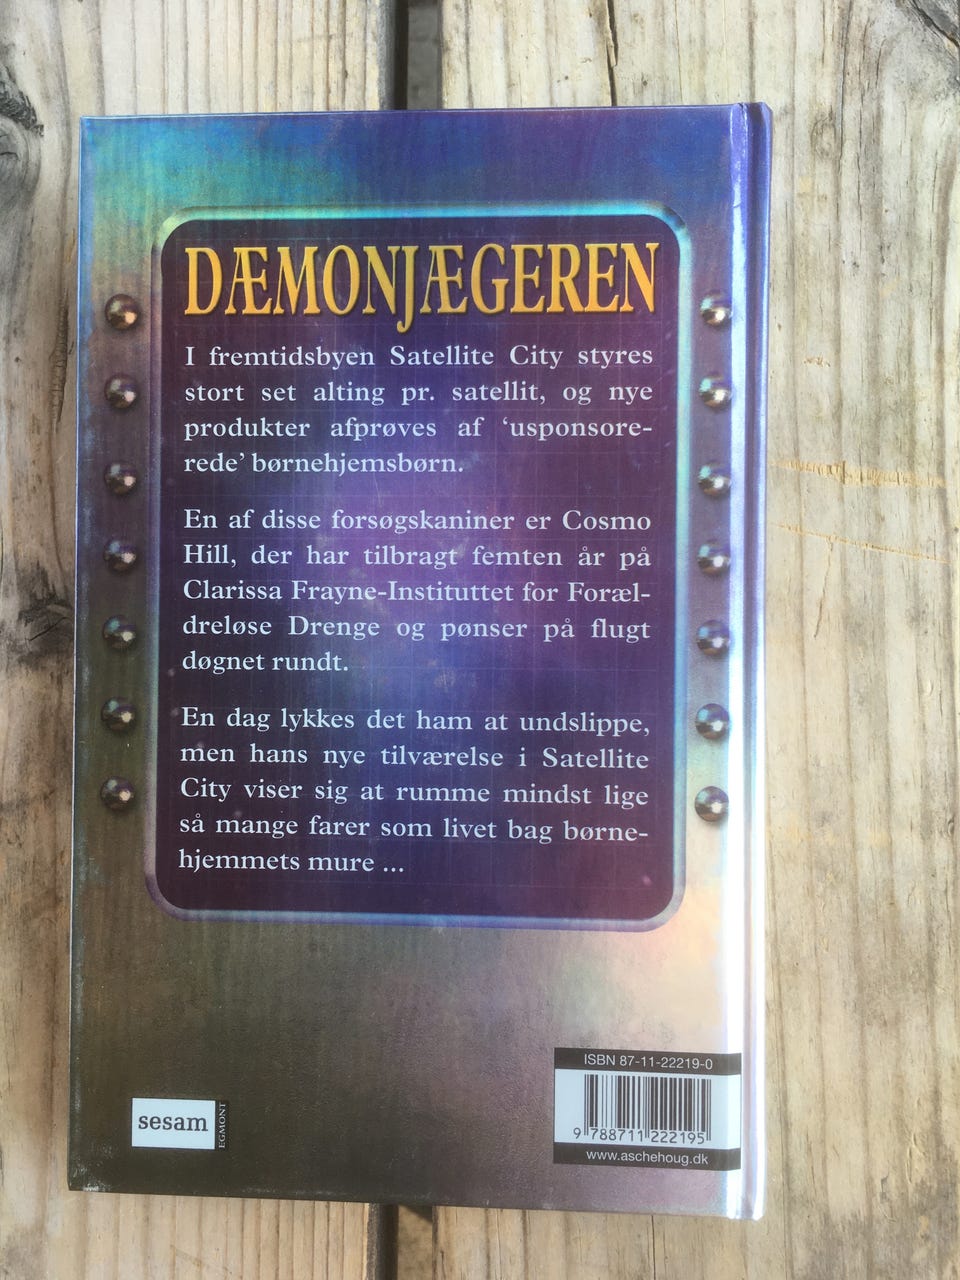 DÆMONJÆGEREN
I fremtidsbyen Satellite City styres
stort set alting pr. satellit, og nye
produkter afprøves af ‘usponsore-
rede’ børnehjemsbørn.
En af disse forsøgskaniner er Cosmo
Hill, der har tilbragt femten år på
Clarissa Frayne-Instituttet for Foræl-
dreløse Drenge og pønser på flugt
døgnet rundt.
En dag lykkes det ham at undslippe,
men hans nye tilværelse i Satellite
City viser sig at rumme mindst lige
så mange farer som livet bag børne-
hjemmets mure ...
sesam
EGMONT
ISBN 87-11-22219-0
9 788711 222195
www.aschehoug.dk